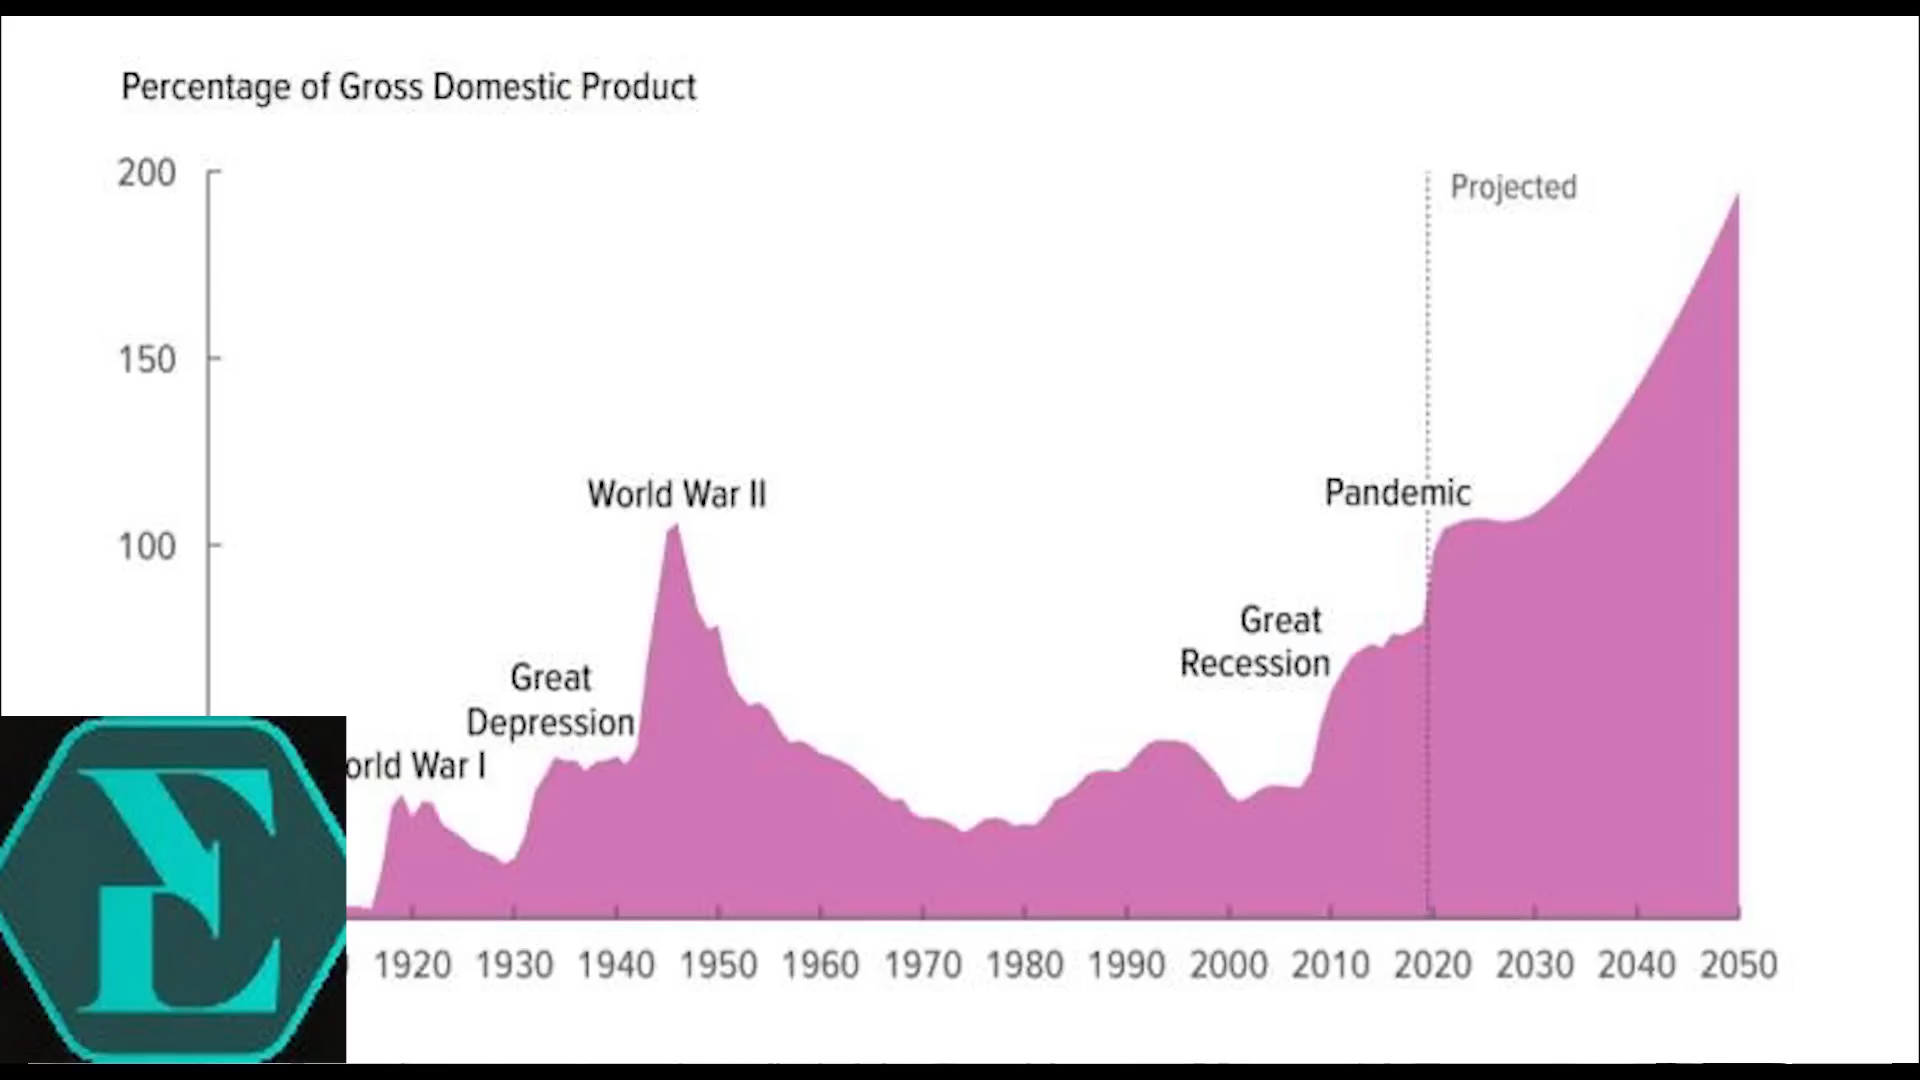 Percentage of Gross Domestic Product
200
Projected
150
World War II
Pandemic
100
Great
Recession
Great
Depression
orld War I
1920 1930 1940 1950 1960 1970 1980 1990 2000 2010 2020 2030 2040 2050